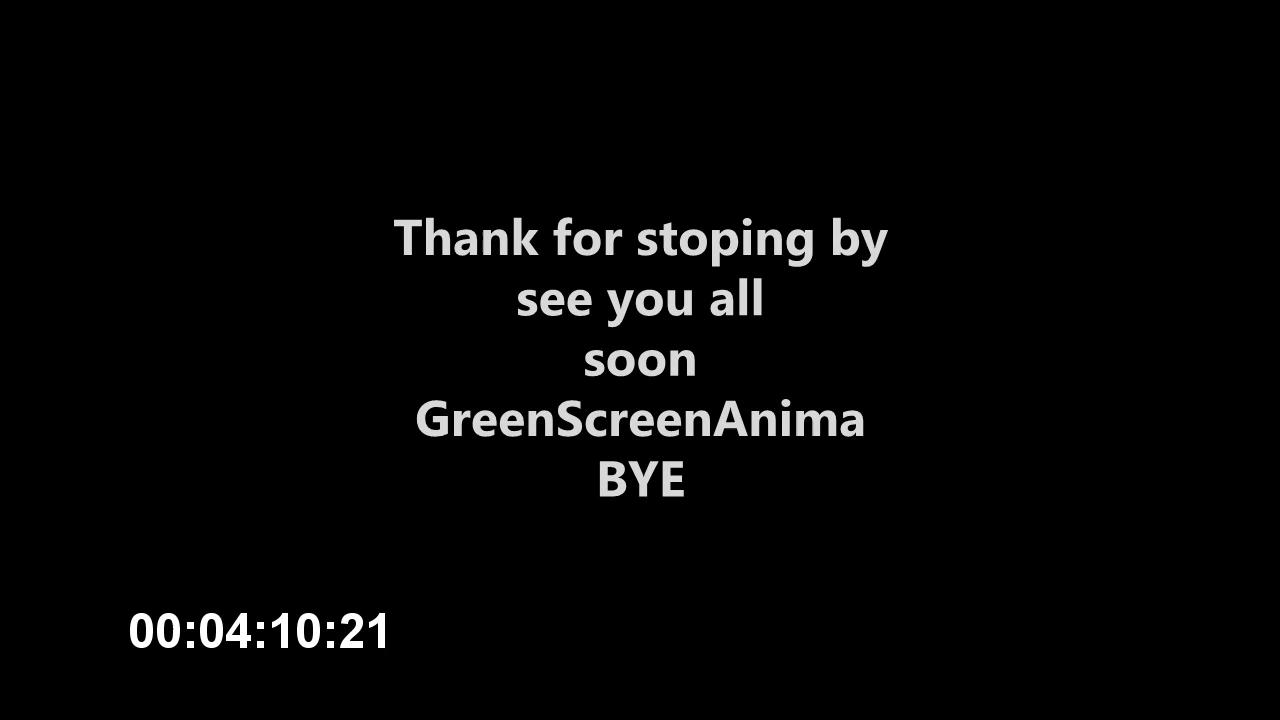 Thank for stoping by
see you all
soon
GreenScreenAnima
BYE
00:04:10:21